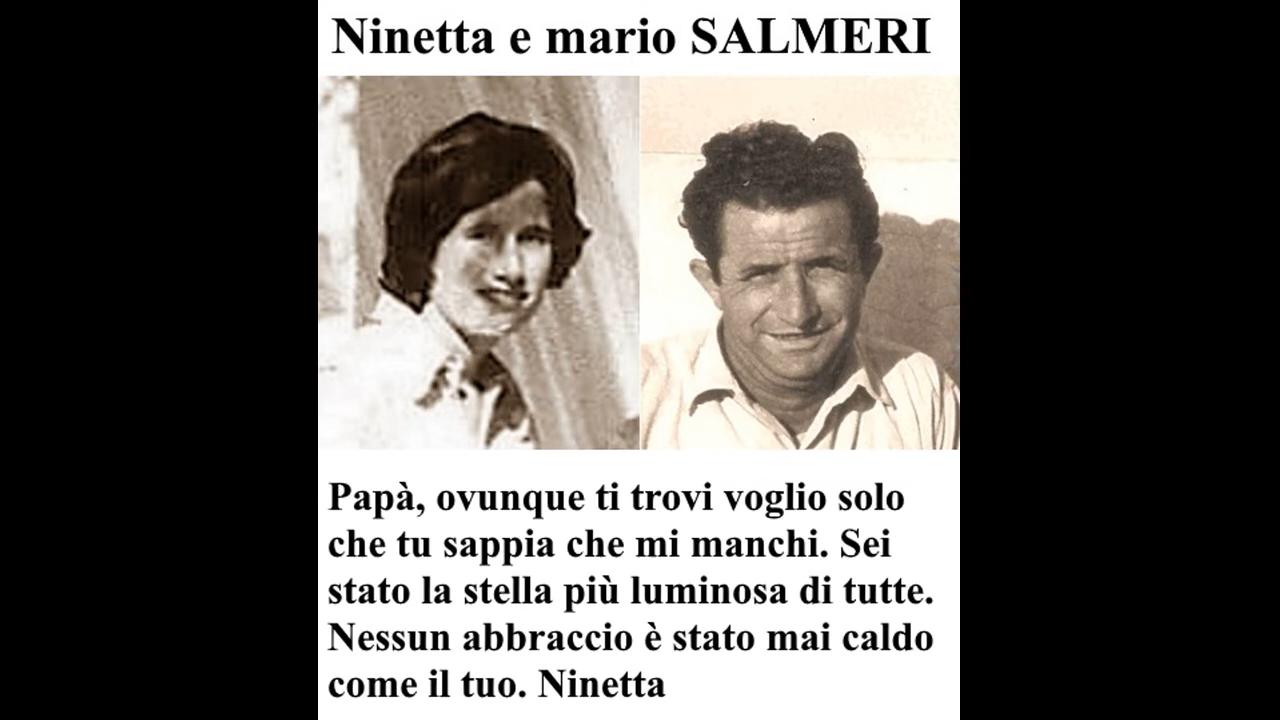 Ninetta e mario SALMERI
Papà, ovunque ti trovi voglio solo
che tu sappia che mi manchi. Sei
stato la stella più luminosa di tutte.
Nessun abbraccio è stato mai caldo
come il tuo. Ninetta